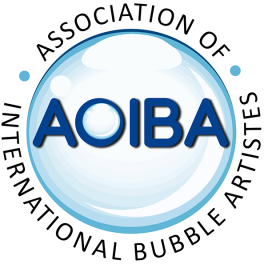 ASSOCIATION OF
AOIBA
INTERNATIONAL BUBBLE ARTISTES